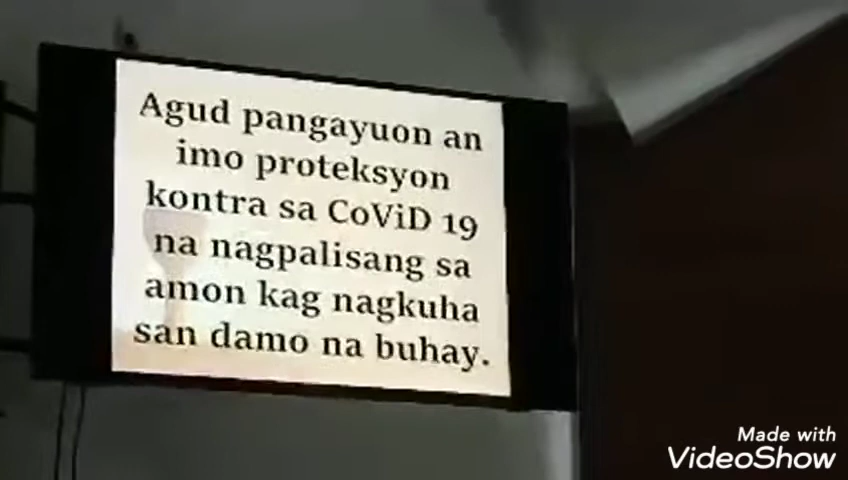 Agud pangayuon an
imo proteksyon
kontra sa CoViD 19
na nagpalisang sa
amon kag nagkuha
san damo na buhay.
Made with
VideoShow